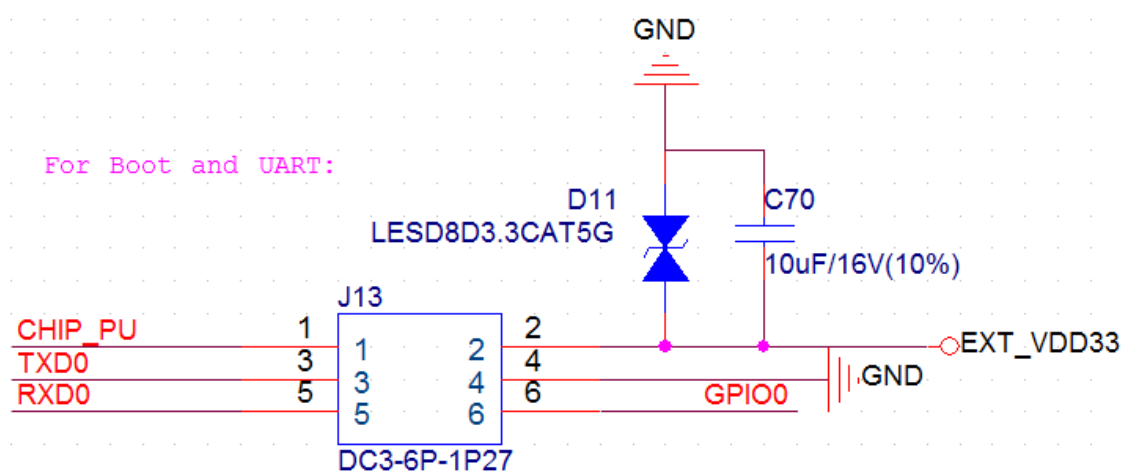 GND
For Boot and UART:
D11
C70
LESD8D3.3CAT5G
10uF/16V(10%)
J13
CHIP_PU
1
1
2
2
EXT_VDD33
TXD0
3
3
4
4
GND
RXD0
5
5
6
6
GPIO0
DC3-6P-1P27